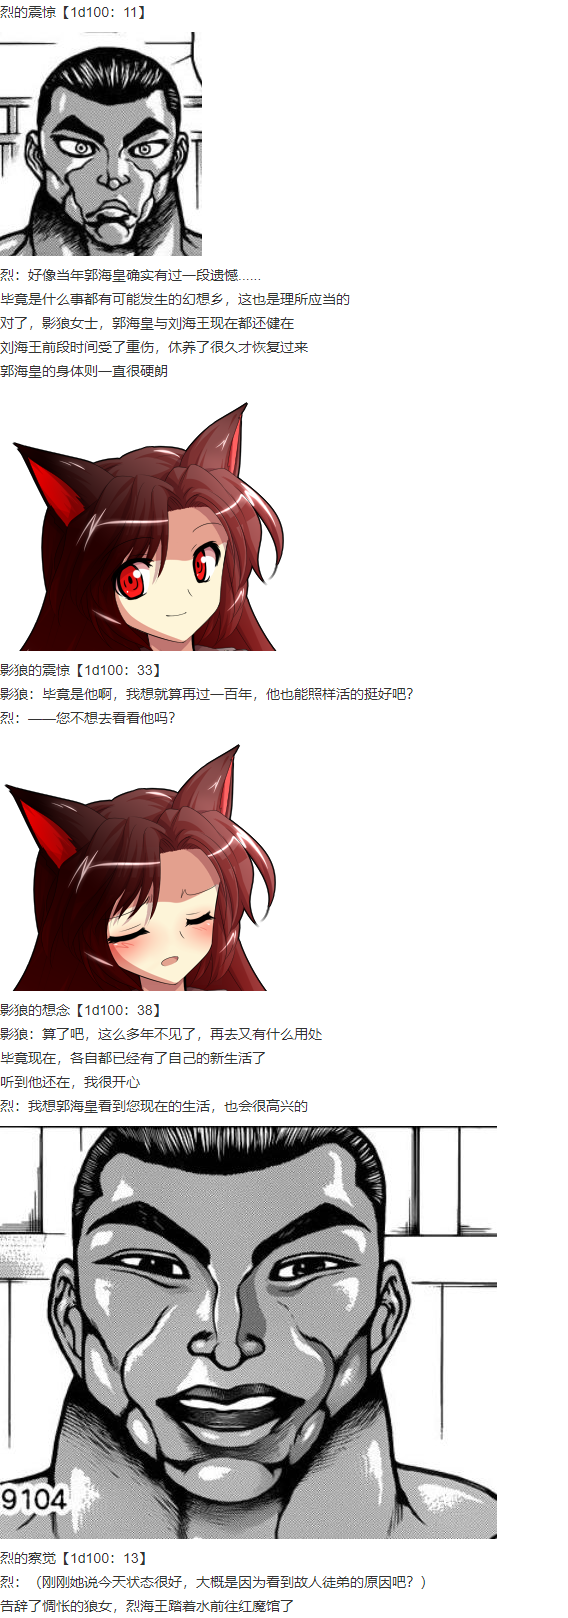 烈的震惊【1d100：11】
烈：好像当年郭海皇确实有过一段遗憾……
毕竟是什么事都有可能发生的幻想乡，这也是理所应当的
对了，影狼女士，郭海皇与刘海王现在都还健在
刘海王前段时间受了重伤，休养了很久才恢复过来
郭海皇的身体则一直很硬朗
影狼的震惊【1d100：33】
影狼：毕竟是他啊，我想就算再过一百年，他也能照样活的挺好吧？
烈：——您不想去看看他吗？
影狼的想念【1d100：38】
影狼：算了吧，这么多年不见了，再去又有什么用处
毕竟现在，各自都已经有了自己的新生活了
听到他还在，我很开心
烈：我想郭海皇看到您现在的生活，也会很高兴的
9104
烈的察觉【1d100：13】
烈：（刚刚她说今天状态很好，大概是因为看到故人徒弟的原因吧？）
告辞了惆怅的狼女，烈海王踏着水前往红魔馆了